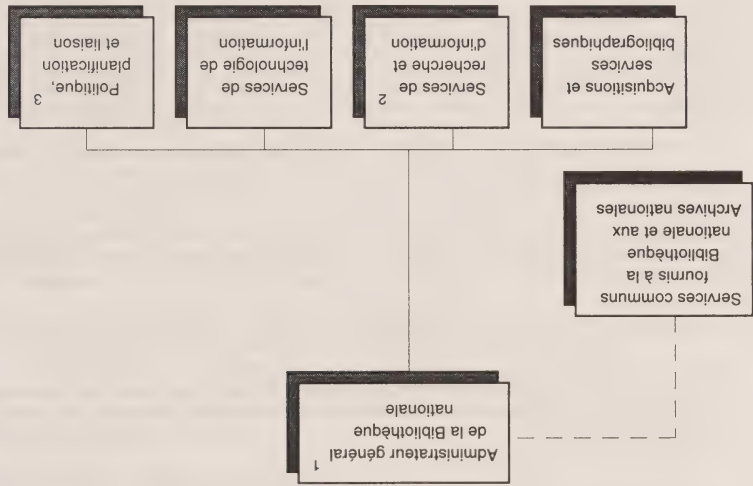 Administrateur général 1
de la Bibliothèque
nationale
Services communs
fournis à la
Bibliothèque
nationale et aux
Archives nationales
Acquisitions et
services
bibliographiques
Services de 2
recherche et
d'information
Services de
technologie de
l'information
Politique, 3
planification
et liaison